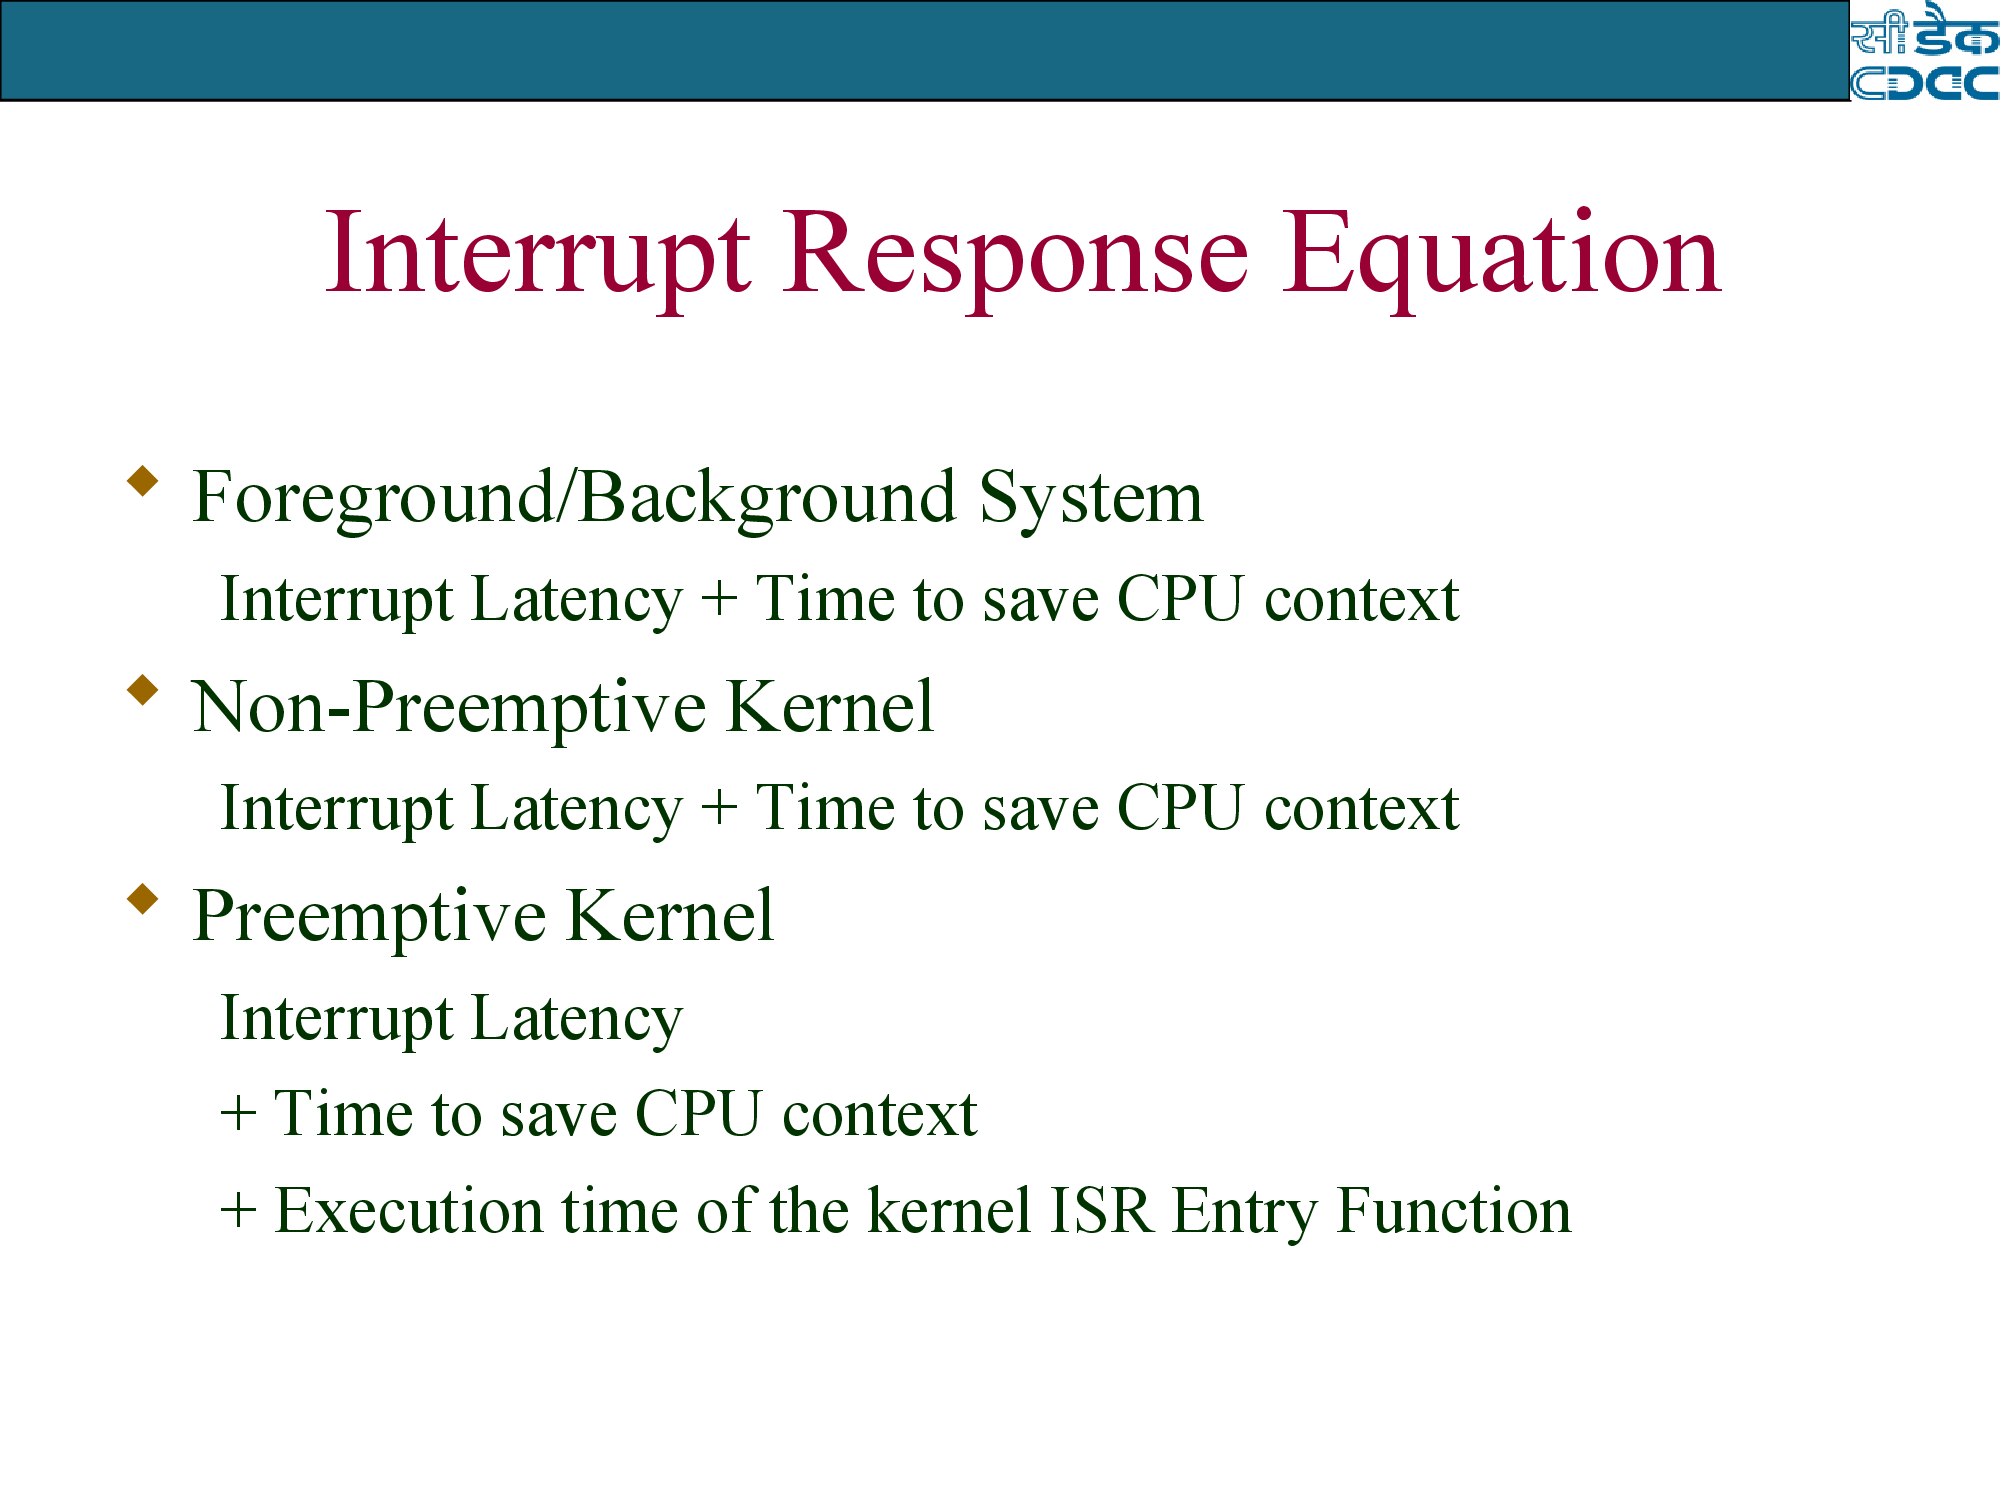 सी डैक
CDAC
Interrupt Response Equation
Foreground/Background System
Interrupt Latency + Time to save CPU context
Non-Preemptive Kernel
Interrupt Latency + Time to save CPU context
Preemptive Kernel
Interrupt Latency
+ Time to save CPU context
+ Execution time of the kernel ISR Entry Function